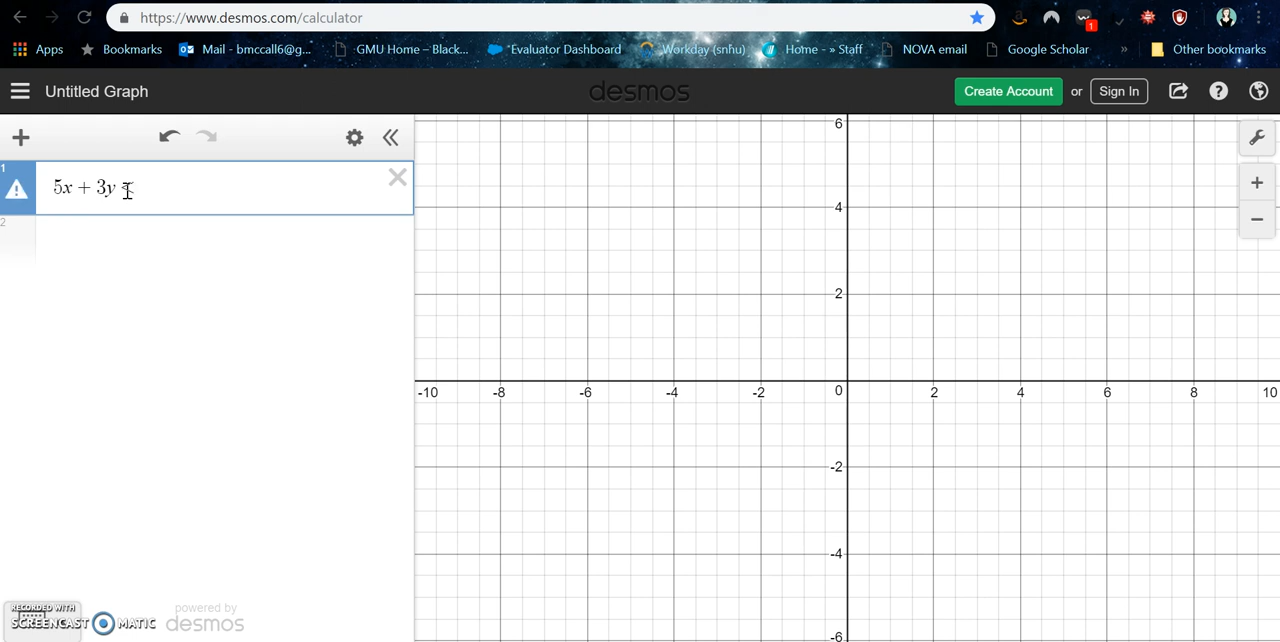 https://www.desmos.com/calculator
1
Apps Bookmarks Mail - bmccall6@g... GMU Home – Black... "Evaluator Dashboard Workday (snhu) Home - » Staff NOVA email Google Scholar » Other bookmarks
Untitled Graph desmos Create Account or Sign In
1
5x + 3y
2
6
4
2
-10 -8 -6 -4 -2 0 2 4 6 8 10
-2
-4
-6
RECORDED WITH
SCREENCAST MATIC
powered by
desmos